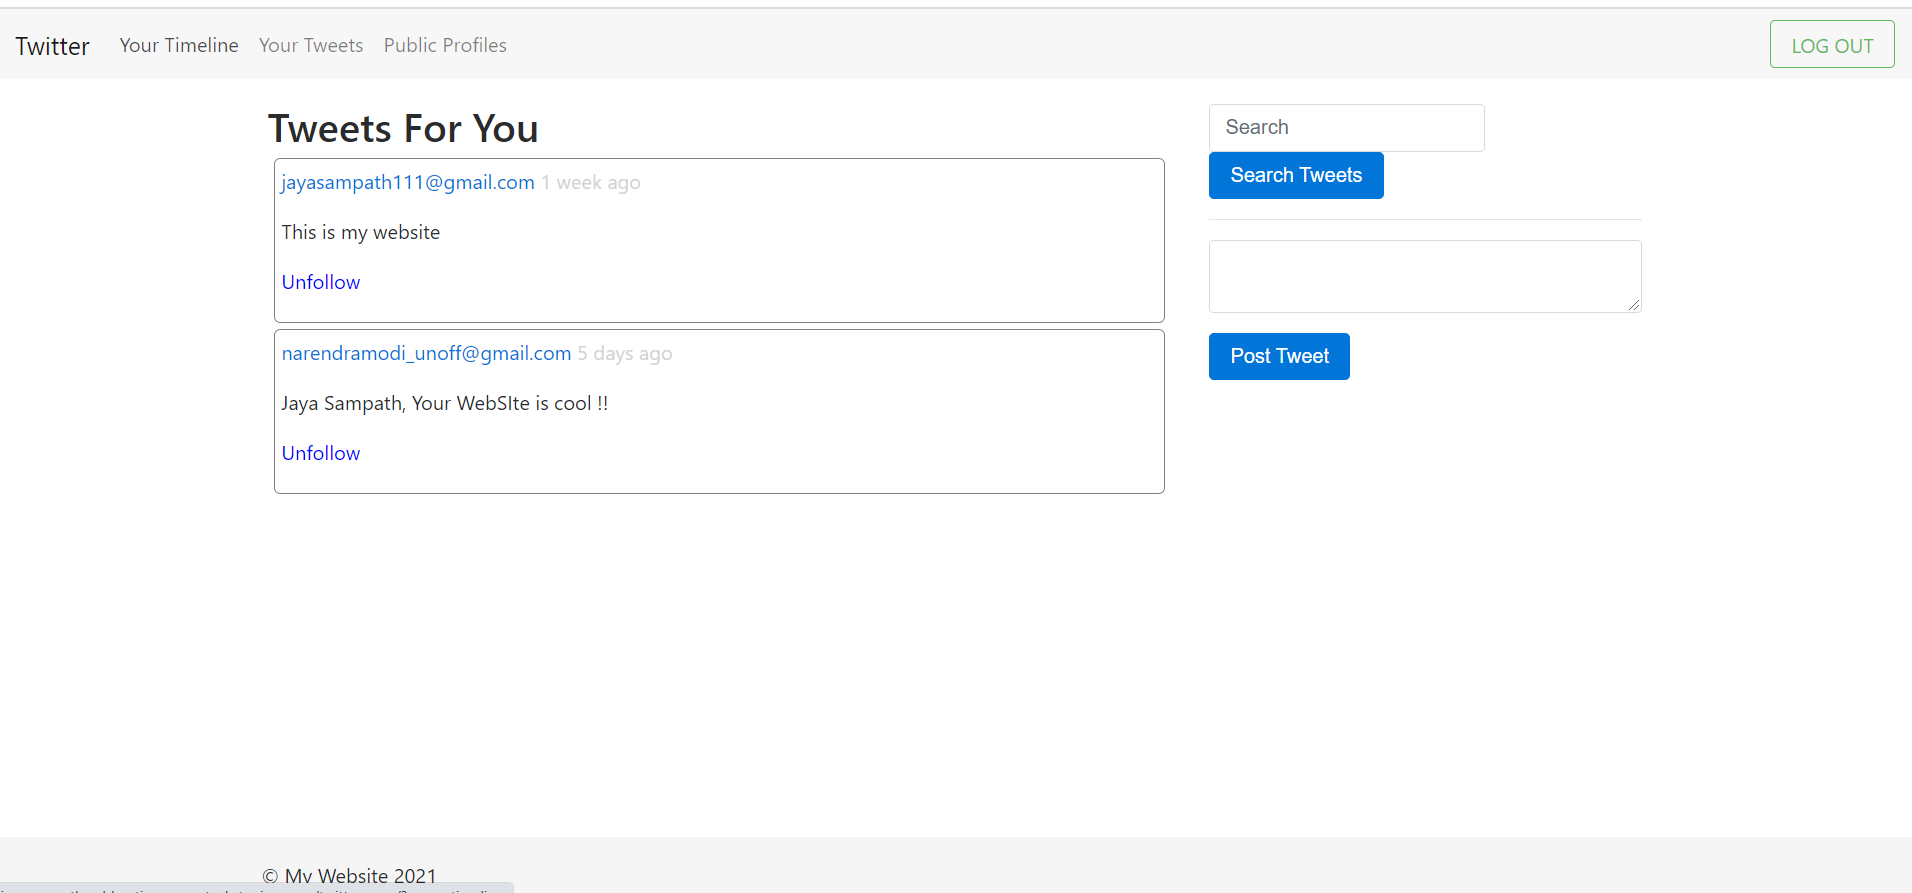 Twitter Your Timeline Your Tweets Public Profiles LOG OUT
Tweets For You
jayasampath111@gmail.com 1 week ago
This is my website
Unfollow
narendramodi_unoff@gmail.com 5 days ago
Jaya Sampath, Your WebSIte is cool !!
Unfollow
Search
Search Tweets
Post Tweet
© My Website 2021